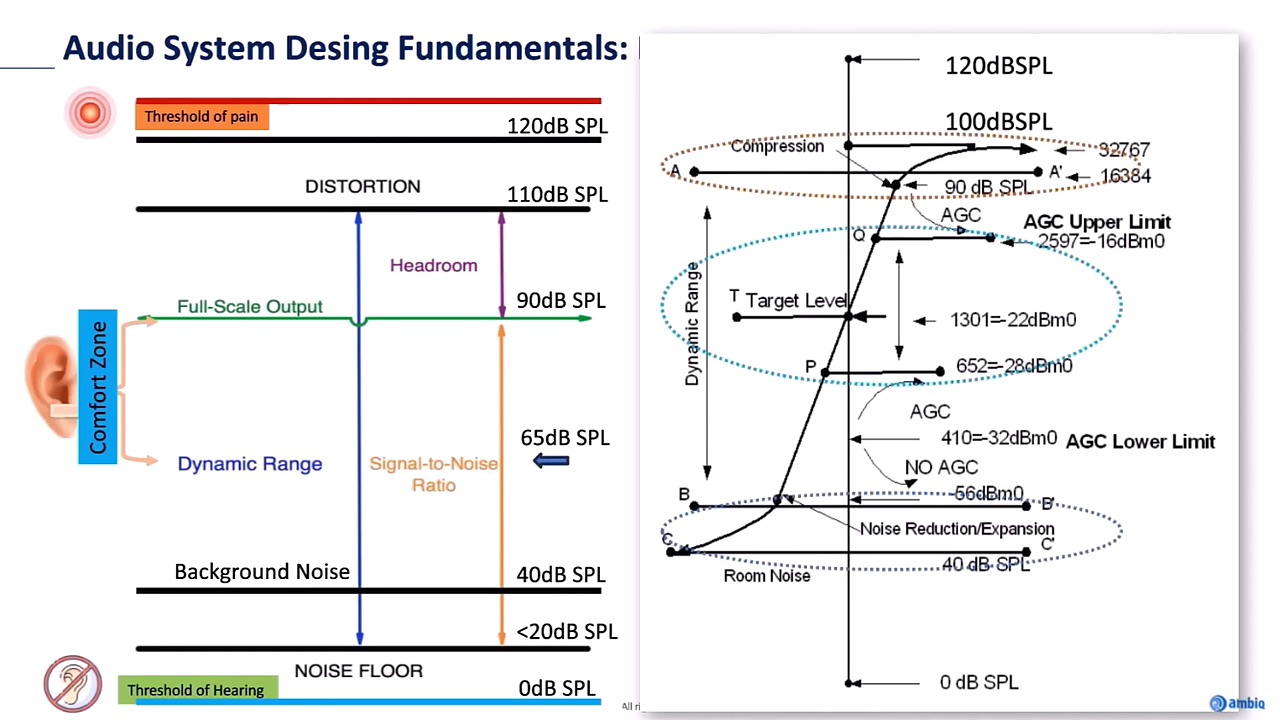 Audio System Desing Fundamentals:
Threshold of pain
120dB SPL
DISTORTION
110dB SPL
Headroom
Full-Scale Output
90dB SPL
Comfort Zone
65dB SPL
Dynamic Range
Signal-to-Noise
Ratio
Background Noise
40dB SPL
<20dB SPL
NOISE FLOOR
Threshold of Hearing
0dB SPL
All ri
120dBSPL
100dBSPL
Compression
32767
A
A'
16384
90 dB SPL
AGC
AGC Upper Limit
Q
2597=-16dBm0
Dynamic Range
T Target Level
1301=-22dBm0
P
652=-28dBm0
AGC
410=-32dBm0
AGC Lower Limit
NO AGC
B
-56dBm0
B'
Noise Reduction/Expansion
C
C'
40 dB SPL
Room Noise
0 dB SPL
ambiq